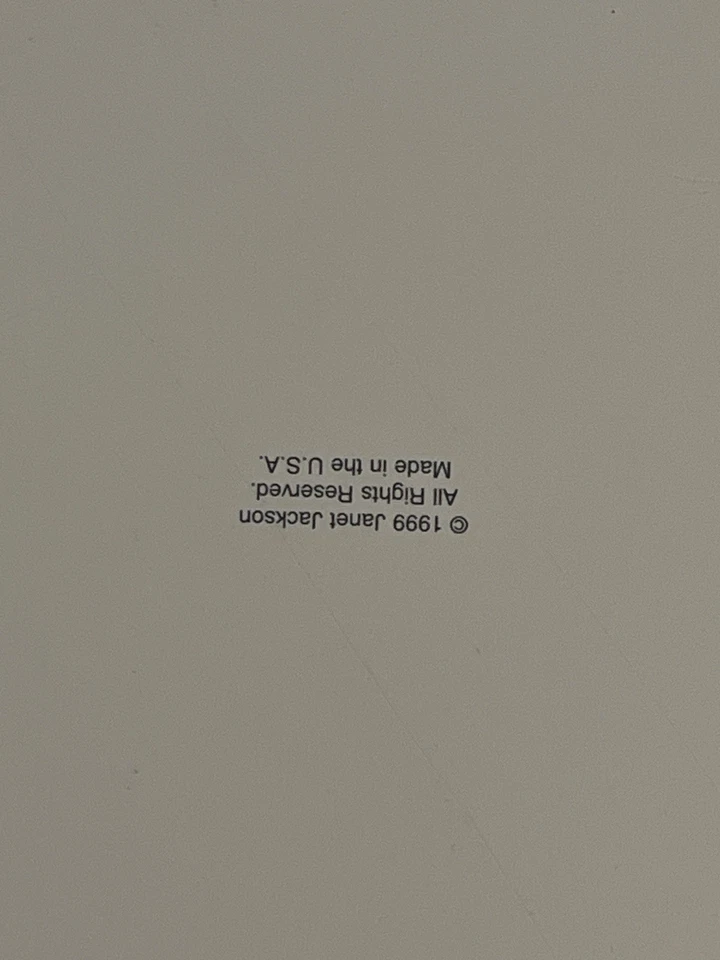 © 1999 Janet Jackson
All Rights Reserved.
Made in the U.S.A.